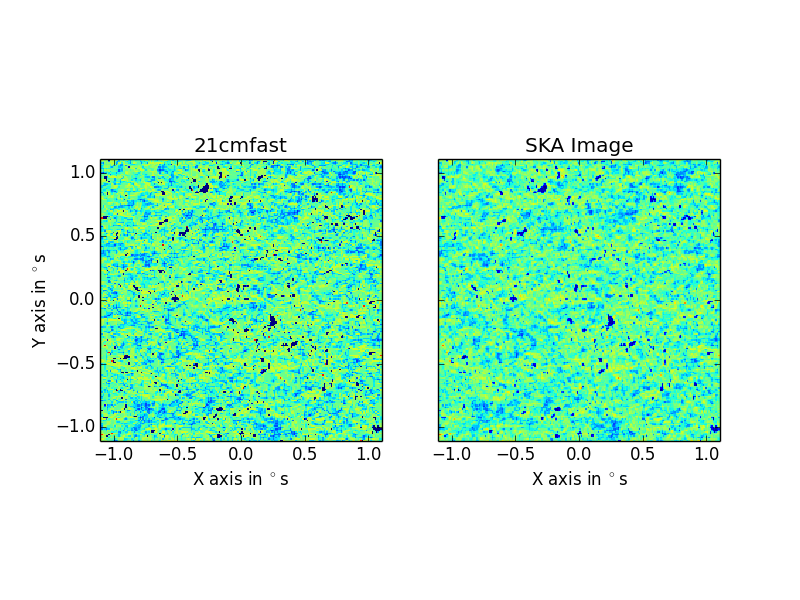 21cmfast
SKA Image
1.0
0.5
0.0
−0.5
−1.0
Y axis in °s
−1.0 −0.5 0.0 0.5 1.0
−1.0 −0.5 0.0 0.5 1.0
X axis in °s
X axis in °s